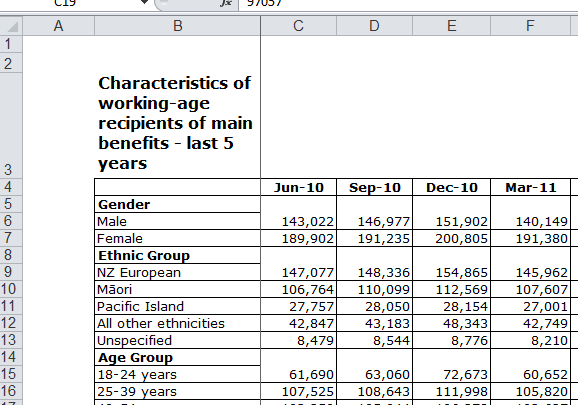 C19 97057
A B C D E F
1
2
Characteristics of
working-age
recipients of main
benefits - last 5
3 years
4 Jun-10 Sep-10 Dec-10 Mar-11
5 Gender
6 Male 143,022 146,977 151,902 140,149
7 Female 189,902 191,235 200,805 191,380
8 Ethnic Group
9 NZ European 147,077 148,336 154,865 145,962
10 Māori 106,764 110,099 112,569 107,607
11 Pacific Island 27,757 28,050 28,154 27,001
12 All other ethnicities 42,847 43,183 48,343 42,749
13 Unspecified 8,479 8,544 8,776 8,210
14 Age Group
15 18-24 years 61,690 63,060 72,673 60,652
16 25-39 years 107,525 108,643 111,998 105,820